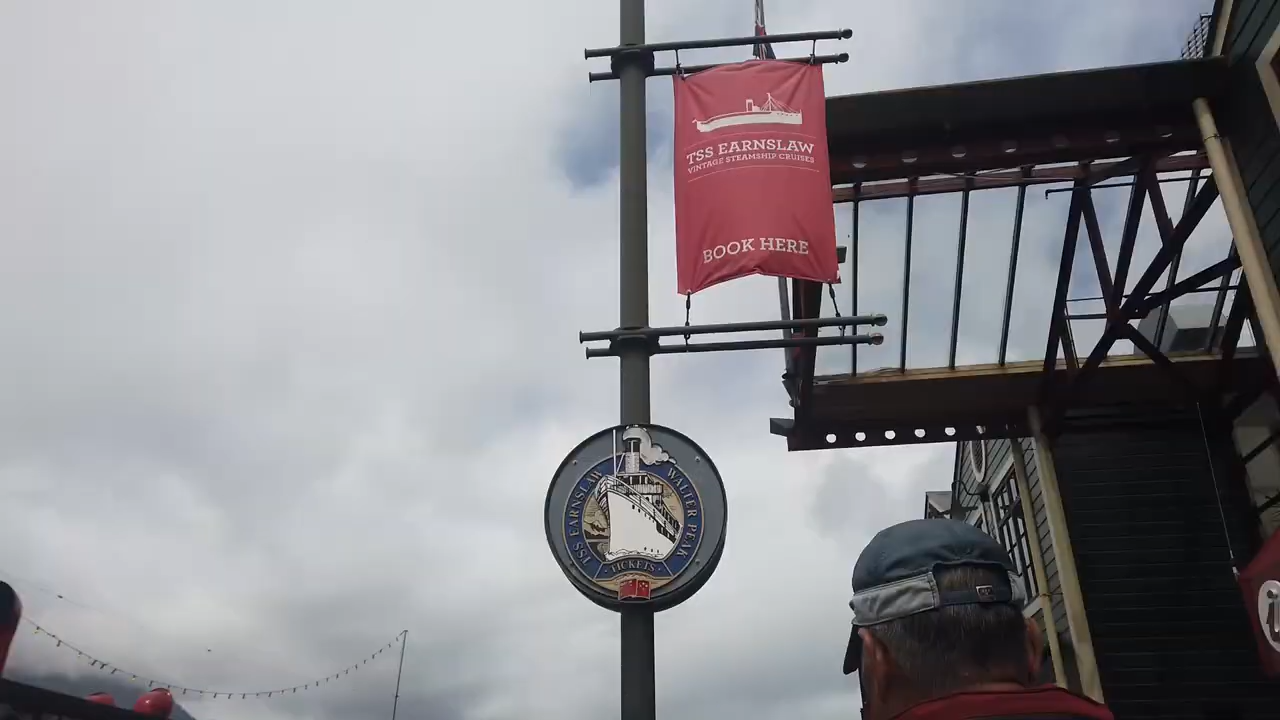 TSS EARNSLAW
VINTAGE STEAMSHIP CRUISES
BOOK HERE
TSS EARNSLAW
WALTER PEAK
· TICKETS ·
i